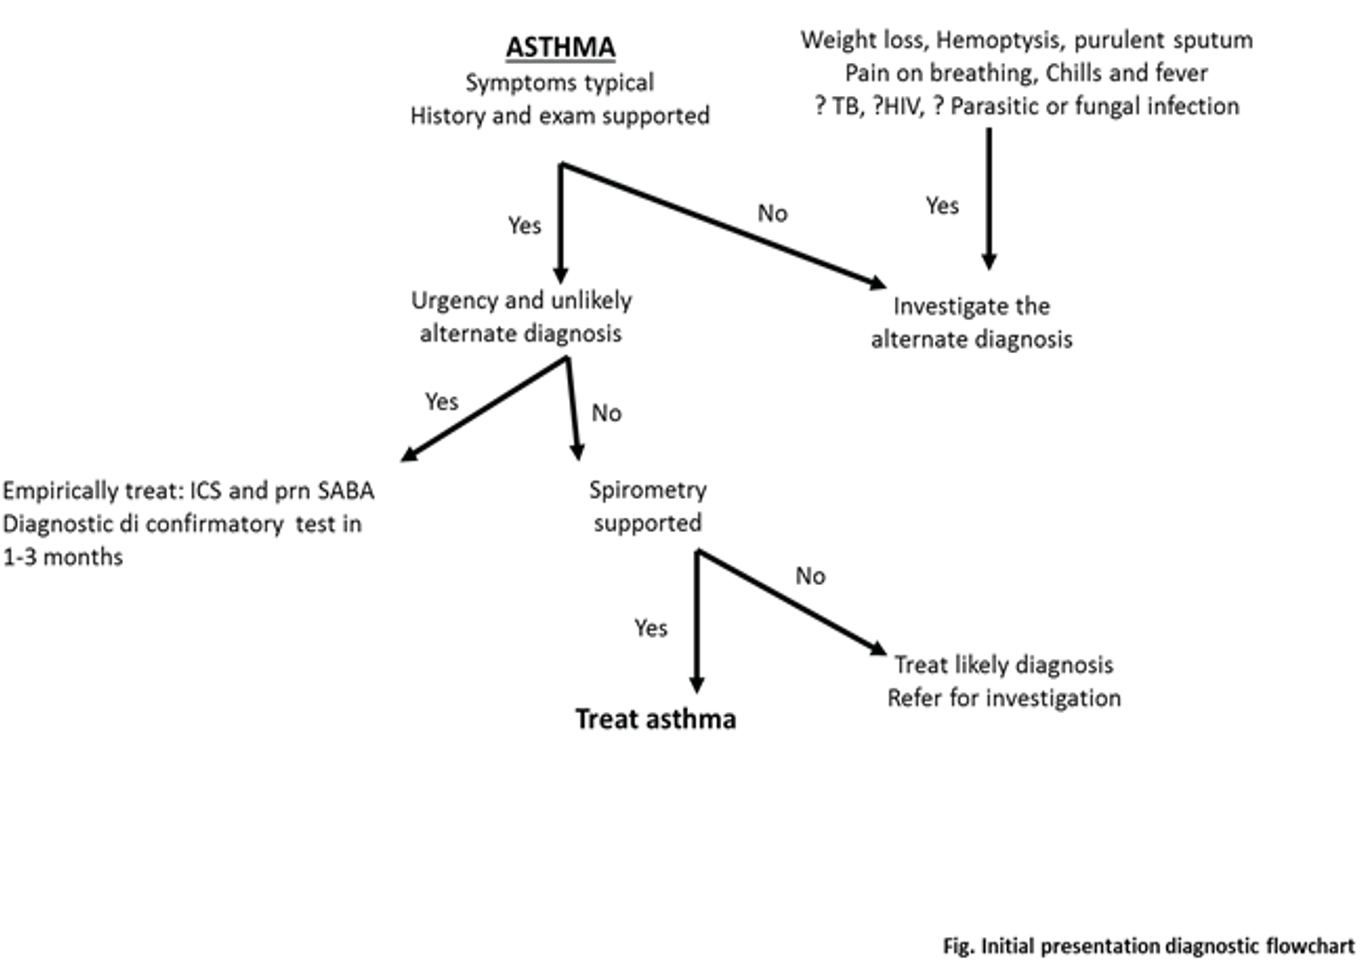 ASTHMA
Symptoms typical
History and exam supported
Weight loss, Hemoptysis, purulent sputum
Pain on breathing, Chills and fever
? TB, ?HIV, ? Parasitic or fungal infection
Yes
No
Yes
Urgency and unlikely
alternate diagnosis
Investigate the
alternate diagnosis
Yes
No
Empirically treat: ICS and prn SABA
Diagnostic di confirmatory test in
1-3 months
Spirometry
supported
Yes
No
Treat asthma
Treat likely diagnosis
Refer for investigation
Fig. Initial presentation diagnostic flowchart